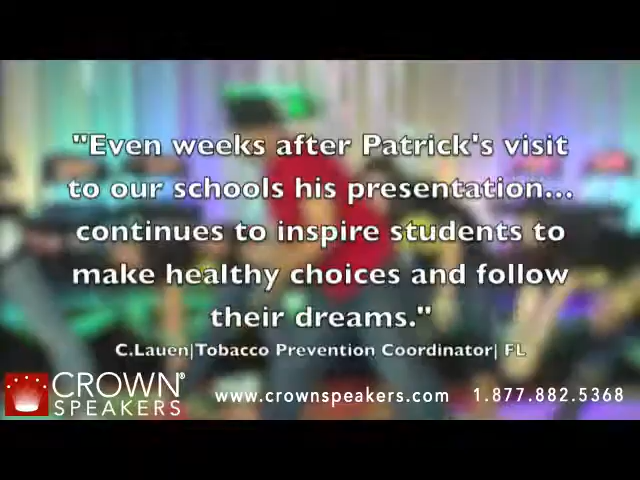 "Even weeks after Patrick's visit
to our schools his presentation...
continues to inspire students to
make healthy choices and follow
their dreams."
C.Lauen|Tobacco Prevention Coordinator| FL
CROWN®
SPEAKERS
www.crownspeakers.com 1.877.882.5368